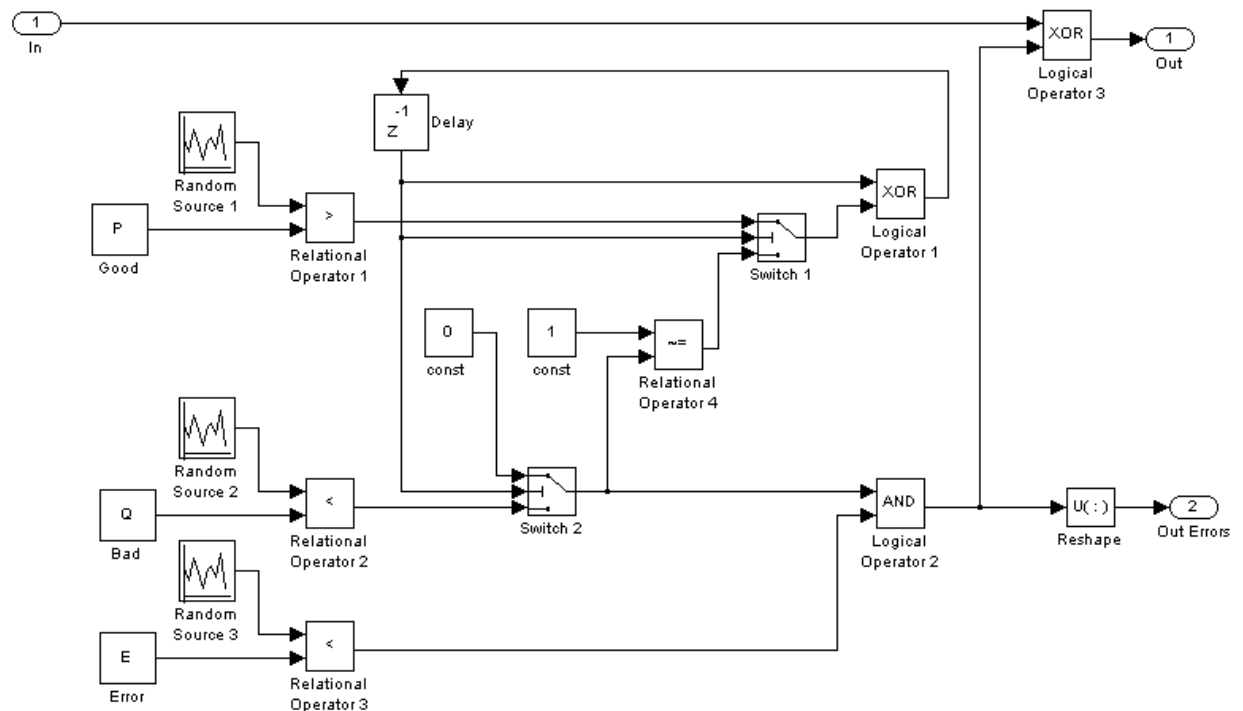 1
In
XOR
Logical
Operator 3
1
Out
-1
Z
Delay
Random
Source 1
P
Good
>
Relational
Operator 1
XOR
Logical
Operator 1
Switch 1
0
const
1
const
~=
Relational
Operator 4
Random
Source 2
Q
Bad
<
Relational
Operator 2
Switch 2
AND
Logical
Operator 2
U(:)
Reshape
2
Out Errors
Random
Source 3
E
Error
<
Relational
Operator 3